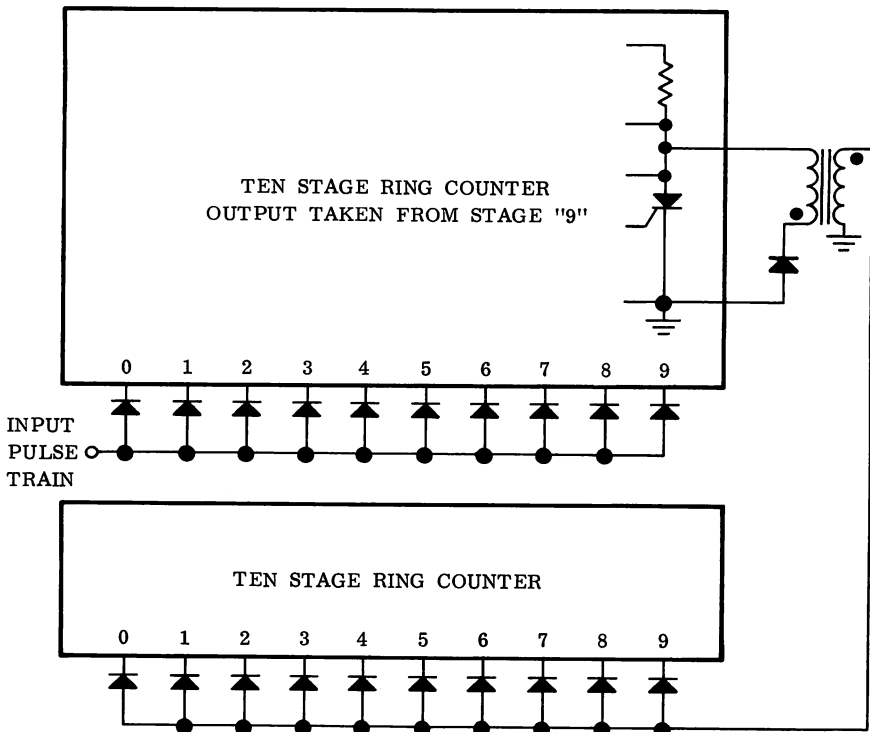 TEN STAGE RING COUNTER
OUTPUT TAKEN FROM STAGE "9"
0 1 2 3 4 5 6 7 8 9
INPUT
PULSE
TRAIN
TEN STAGE RING COUNTER
0 1 2 3 4 5 6 7 8 9